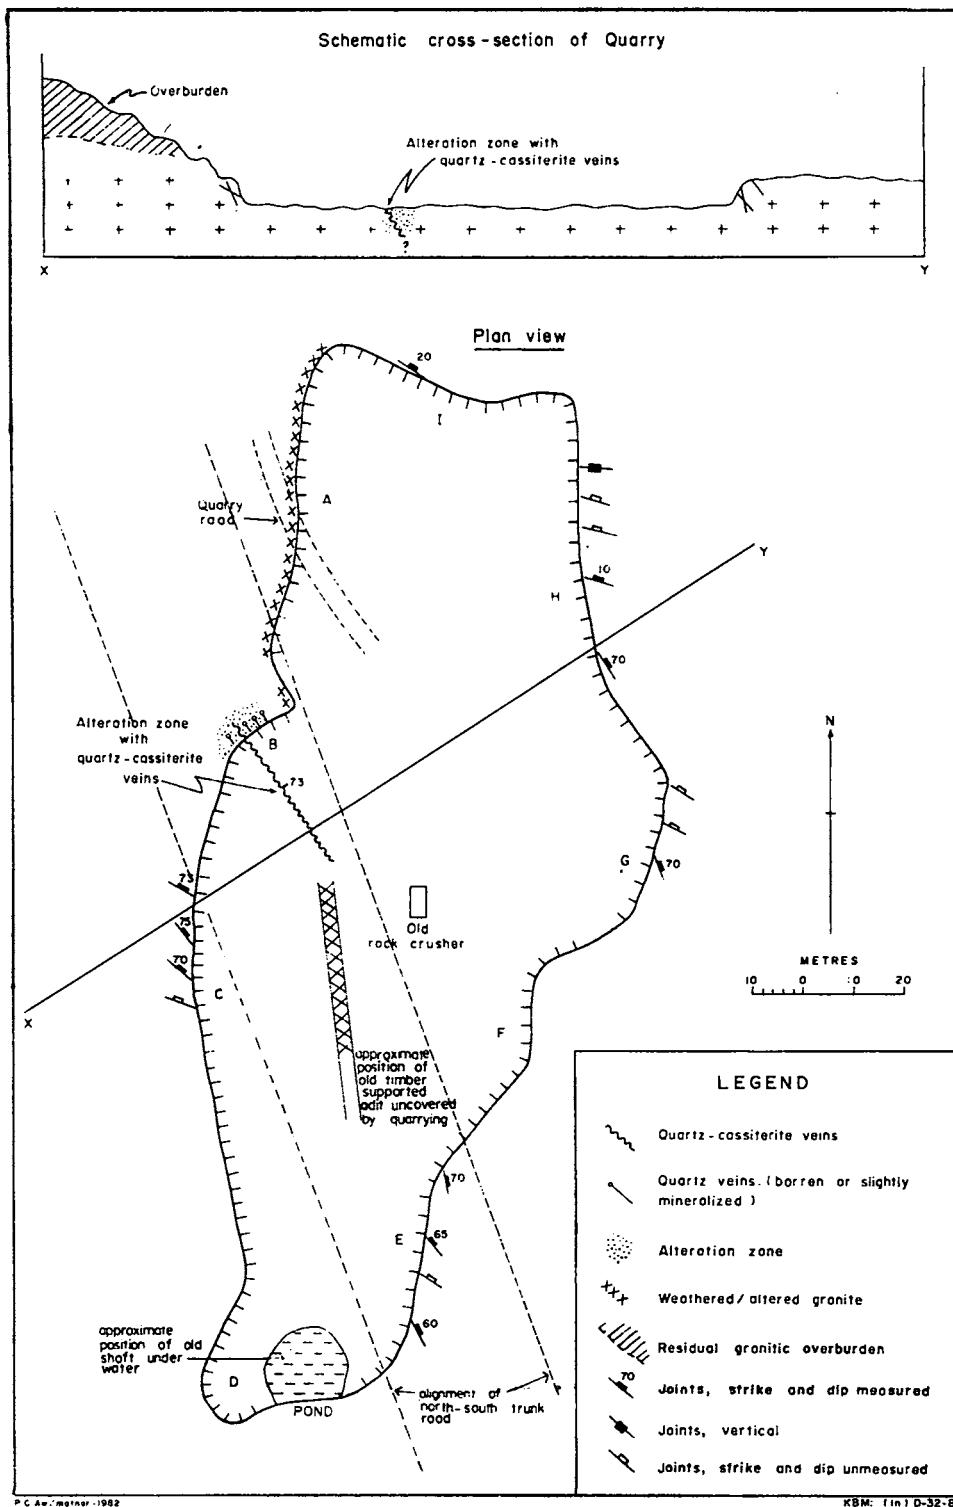 Schematic cross-section of Quarry
Overburden
Alteration zone with
quartz-cassiterite veins
?
X
Y
Plan view
20
I
A
Quarry
road
10
H
Y
70
Alteration zone
with
quartz-cassiterite
veins
B
73
N
G
70
73
75
70
C
Old
rock crusher
METRES
10 0 10 20
X
F
approximate
position of
old timber
supported
adit uncovered
by quarrying
70
E
65
60
approximate
position of old
shaft under
water
D
POND
alignment of
north-south trunk
road
LEGEND
Quartz-cassiterite veins
Quartz veins. (barren or slightly
mineralized)
Alteration zone
Weathered/altered granite
Residual granitic overburden
70
Joints, strike and dip measured
Joints, vertical
Joints, strike and dip unmeasured
1982
KBM: (In) D-32-E